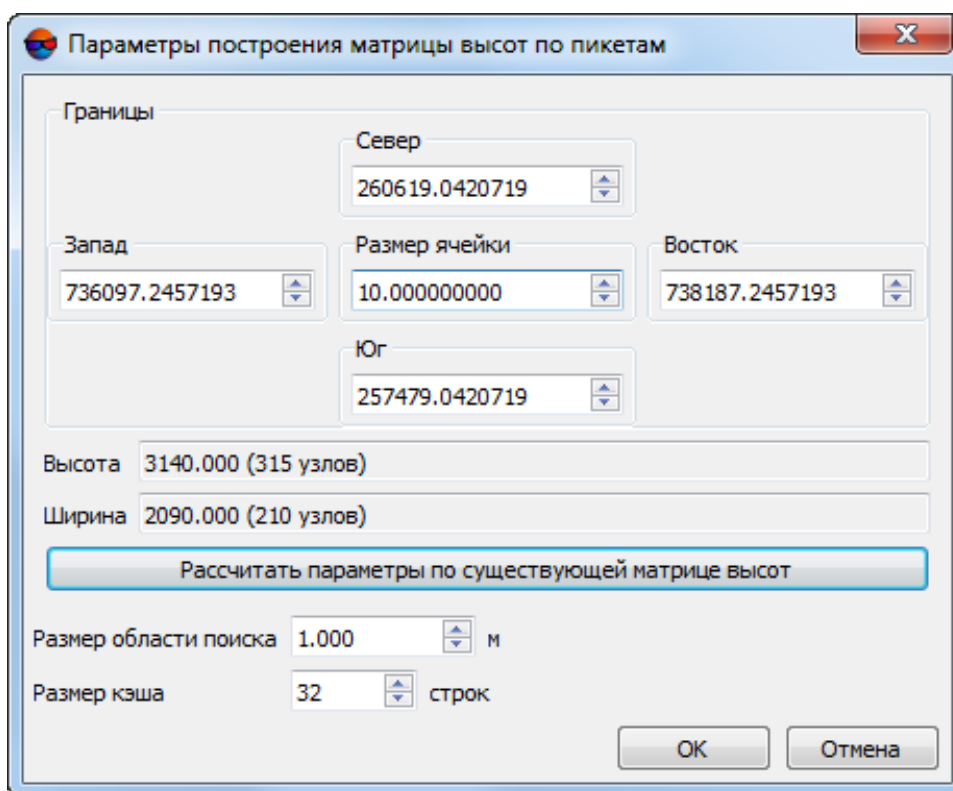 Параметры построения матрицы высот по пикетам
Границы
Север
260619.0420719
Запад
736097.2457193
Размер ячейки
10.000000000
Восток
738187.2457193
Юг
257479.0420719
Высота 3140.000 (315 узлов)
Ширина 2090.000 (210 узлов)
Рассчитать параметры по существующей матрице высот
Размер области поиска 1.000 м
Размер кэша 32 строк
ОК Отмена